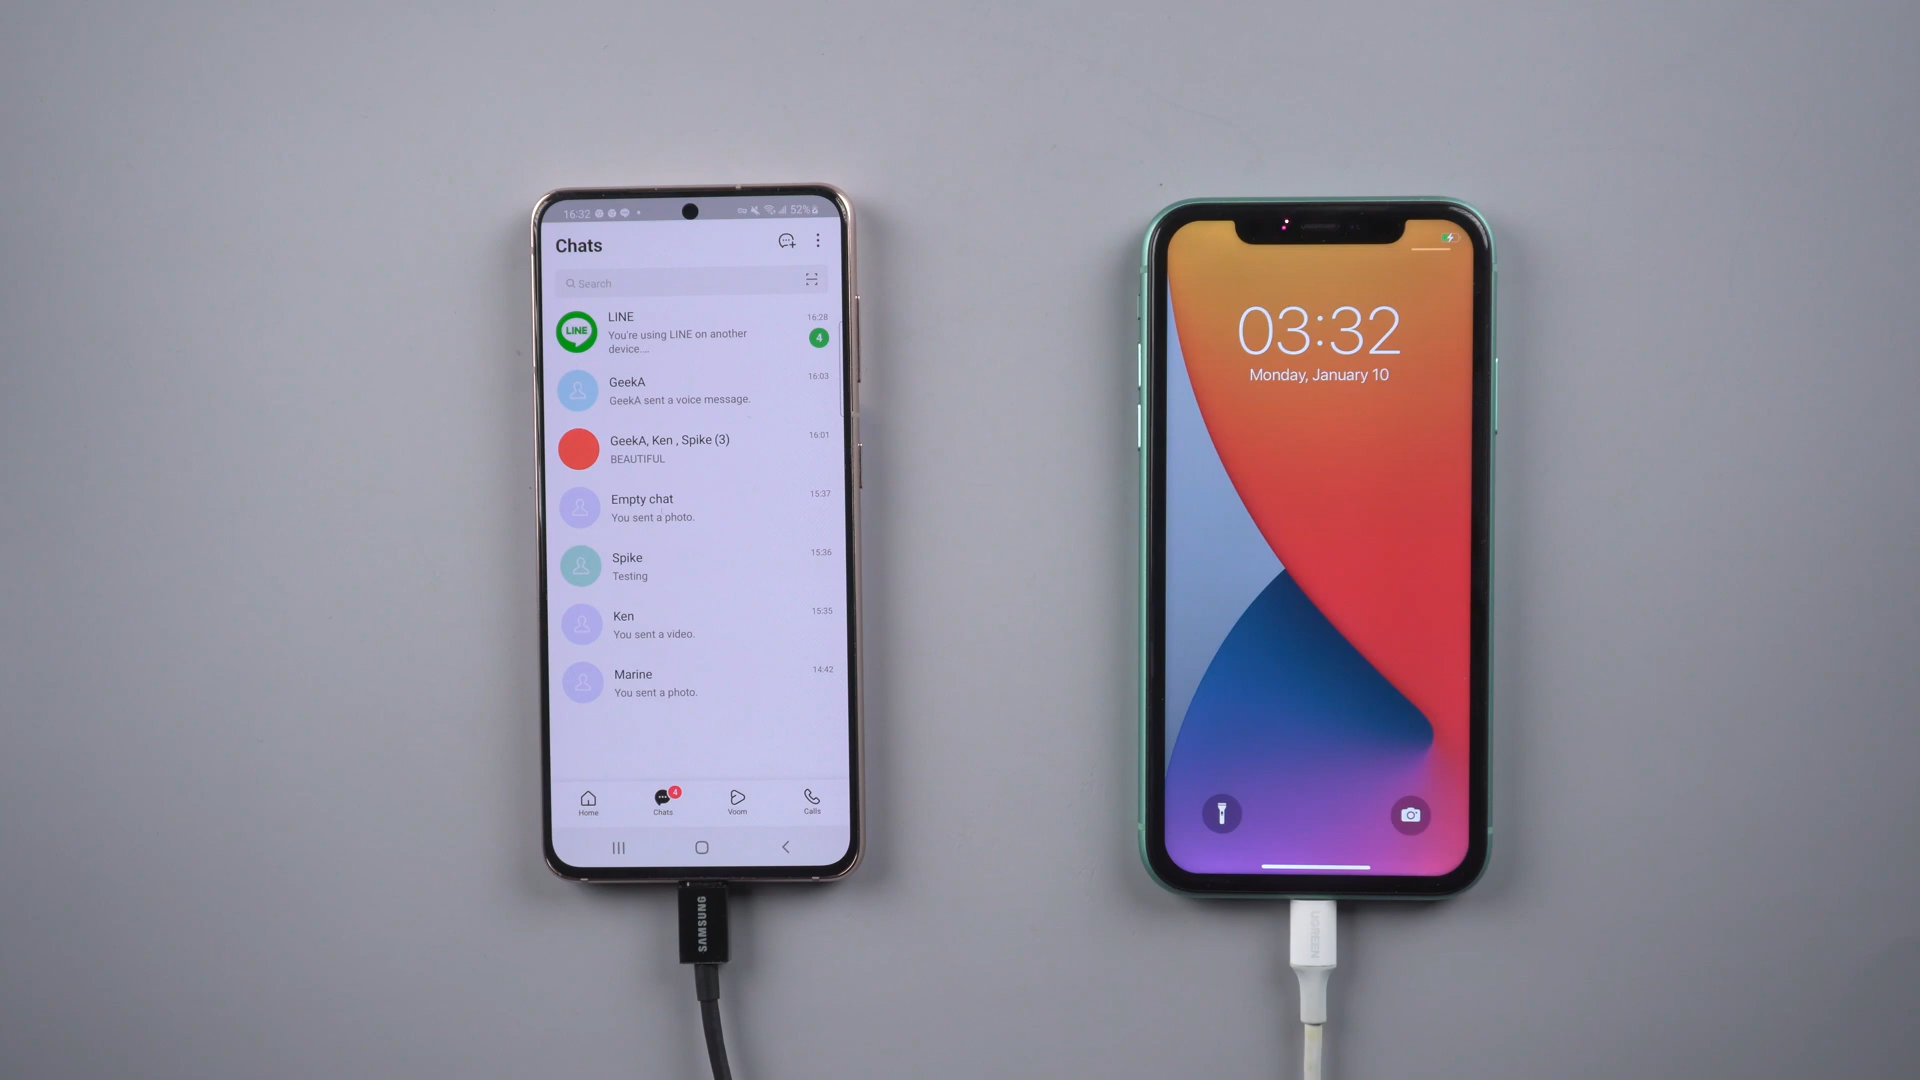 16:32
52%
Chats
Search
LINE
LINE
16:28
You're using LINE on another
device....
4
GeekA
16:03
GeekA sent a voice message.
GeekA, Ken , Spike (3)
16:01
BEAUTIFUL
Empty chat
15:37
You sent a photo.
Spike
15:36
Testing
Ken
15:35
You sent a video.
Marine
14:42
You sent a photo.
4
Home
Chats
Voom
Calls
SAMSUNG
03:32
Monday, January 10
UGREEN